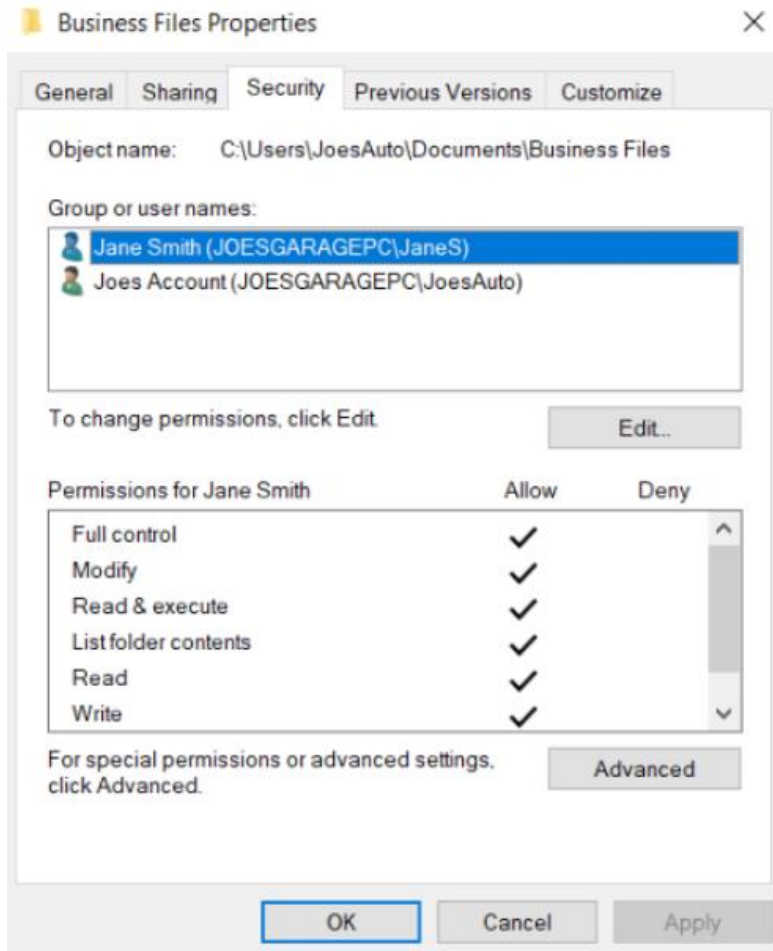 Business Files Properties
General Sharing Security Previous Versions Customize
Object name: C:\Users\JoesAuto\Documents\Business Files
Group or user names:
Jane Smith (JOESGARAGEPC\JaneS)
Joes Account (JOESGARAGEPC\JoesAuto)
To change permissions, click Edit.
Edit...
Permissions for Jane Smith Allow Deny
Full control
Modify
Read & execute
List folder contents
Read
Write
For special permissions or advanced settings,
click Advanced.
Advanced
OK Cancel Apply